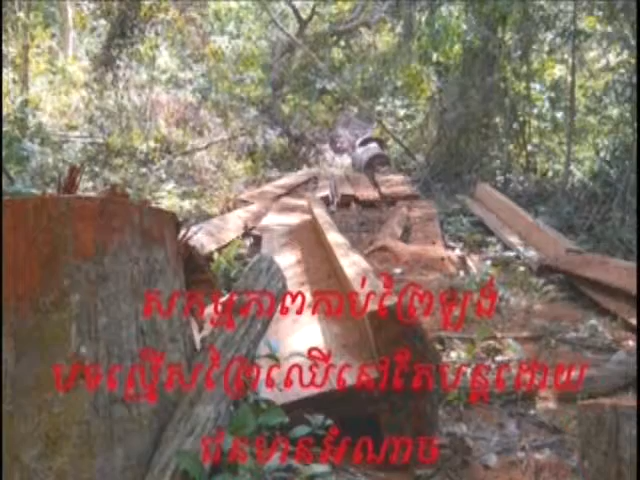 សកម្មភាពកាប់ព្រៃឡង់
បទល្មើសព្រៃឈើនៅតែបន្តដោយ
ជនមានអំណាច